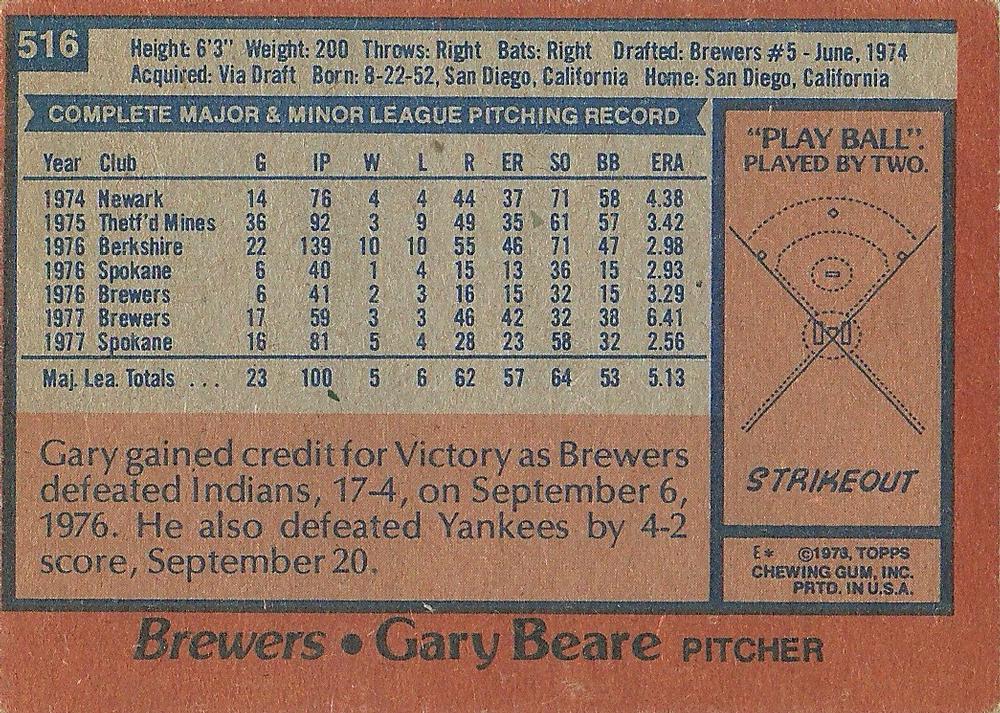 516
Height: 6'3" Weight: 200 Throws: Right Bats: Right Drafted: Brewers #5 - June, 1974
Acquired: Via Draft Born: 8-22-52, San Diego, California Home: San Diego, California
COMPLETE MAJOR & MINOR LEAGUE PITCHING RECORD
Year Club G IP W L R ER SO BB ERA
1974 Newark 14 76 4 4 44 37 71 58 4.38
1975 Thetf'd Mines 36 92 3 9 49 35 61 57 3.42
1976 Berkshire 22 139 10 10 55 46 71 47 2.98
1976 Spokane 6 40 1 4 15 13 36 15 2.93
1976 Brewers 6 41 2 3 16 15 32 15 3.29
1977 Brewers 17 59 3 3 46 42 32 38 6.41
1977 Spokane 16 81 5 4 28 23 58 32 2.56
Maj. Lea. Totals ... 23 100 5 6 62 57 64 53 5.13
Gary gained credit for Victory as Brewers
defeated Indians, 17-4, on September 6,
1976. He also defeated Yankees by 4-2
score, September 20.
"PLAY BALL".
PLAYED BY TWO.
STRIKEOUT
E* ©1978, TOPPS
CHEWING GUM, INC.
PRTD. IN U.S.A.
Brewers • Gary Beare PITCHER